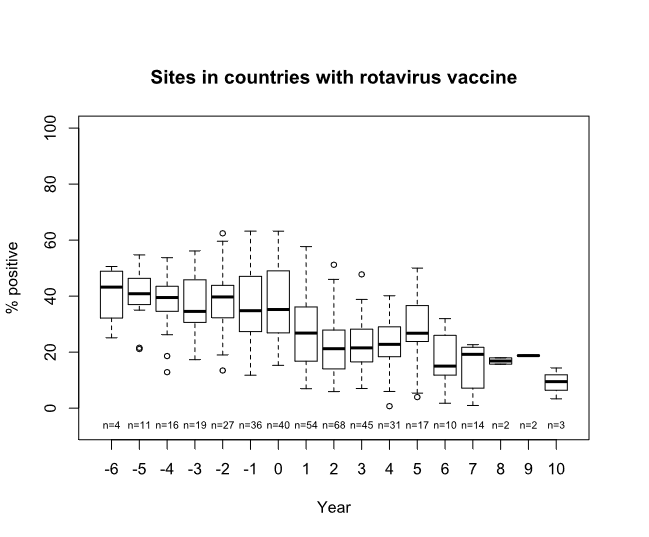 Sites in countries with rotavirus vaccine
100
80
60
40
20
0
% positive
n=4 n=11 n=16 n=19 n=27 n=36 n=40 n=54 n=68 n=45 n=31 n=17 n=10 n=14 n=2 n=2 n=3
-6 -5 -4 -3 -2 -1 0 1 2 3 4 5 6 7 8 9 10
Year